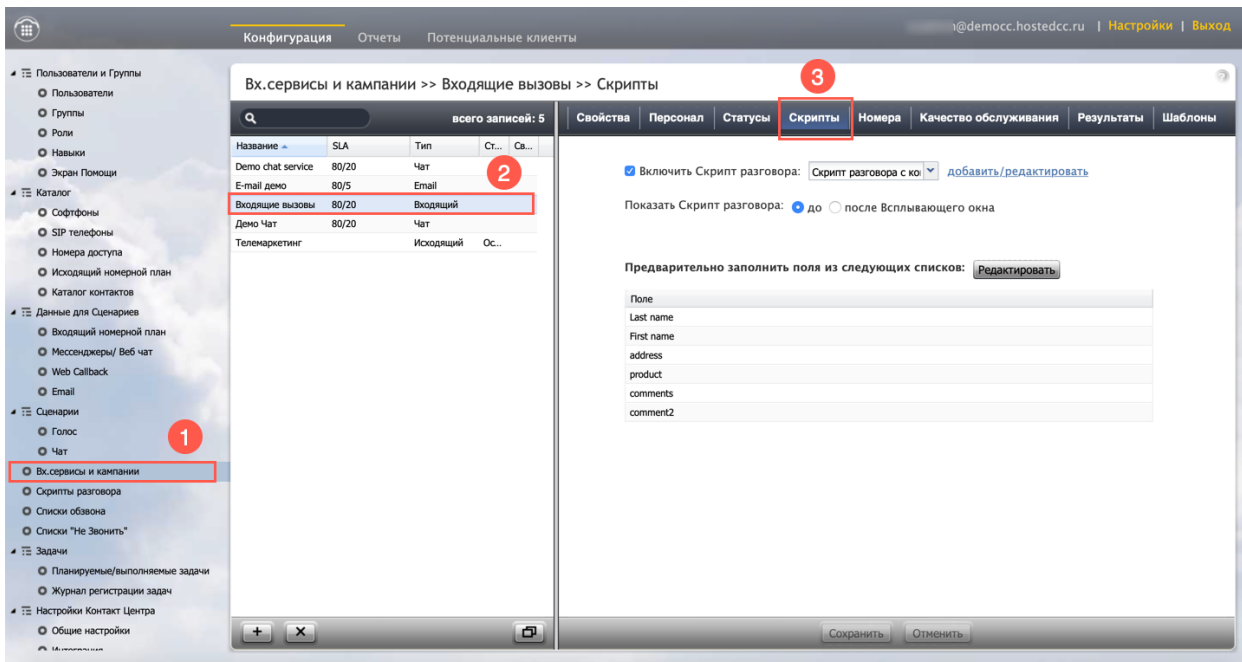 @democc.hostedcc.ru | Настройки | Выход
Конфигурация Отчеты Потенциальные клиенты
Пользователи и Группы
Пользователи
Группы
Роли
Навыки
Экран Помощи
Каталог
Софтфоны
SIP телефоны
Номера доступа
Исходящий номерной план
Каталог контактов
Данные для Сценариев
Входящий номерной план
Мессенджеры/ Веб чат
Web Callback
Email
Сценарии
Голос
Чат
1
Вх.сервисы и кампании
Скрипты разговора
Списки обзвона
Списки "Не Звонить"
Задачи
Планируемые/выполняемые задачи
Журнал регистрации задач
Настройки Контакт Центра
Общие настройки
Вх.сервисы и кампании >> Входящие вызовы >> Скрипты
3
всего записей: 5
Название SLA Тип Ст... Св...
Demo chat service 80/20 Чат
2
E-mail демо 80/5 Email
Входящие вызовы 80/20 Входящий
Демо Чат 80/20 Чат
Телемаркетинг Исходящий Ос...
Свойства Персонал Статусы Скрипты Номера Качество обслуживания Результаты Шаблоны
Включить Скрипт разговора: Скрипт разговора с ко добавить/редактировать
Показать Скрипт разговора: до после Всплывающего окна
Предварительно заполнить поля из следующих списков: Редактировать
Поле
Last name
First name
address
product
comments
comment2
Сохранить Отменить